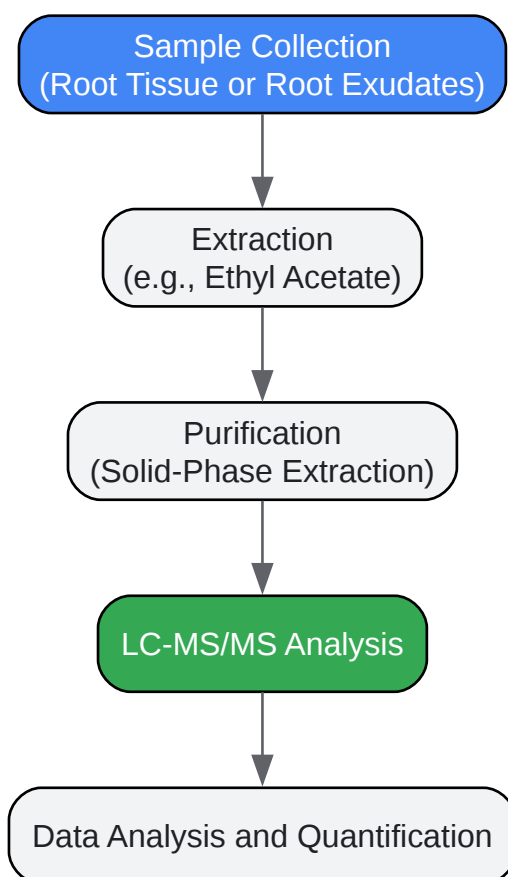 Sample Collection
(Root Tissue or Root Exudates)
Extraction
(e.g., Ethyl Acetate)
Purification
(Solid-Phase Extraction)
LC-MS/MS Analysis
Data Analysis and Quantification